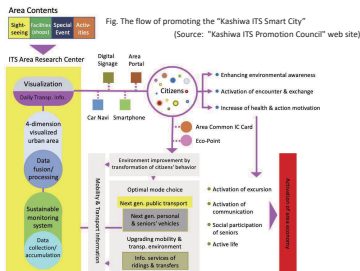 Area Contents
Sight-seeing
Facilities (shops)
Special Event
Activ-ities
Fig. The flow of promoting the "Kashiwa ITS Smart City"
(Source: "Kashiwa ITS Promotion Council" web site)
ITS Area Research Center
Digital Signage
Area Portal
Car Navi
Smartphone
Citizens
Enhancing environmental awareness
Activation of encounter & exchange
Increase of health & action motivation
Visualization
Daily Transp. Info.
4-dimension
visualized
urban area
Data
fusion/
processing
Sustainable
monitoring
system
Data
collection/
accumulation
Area Common IC Card
Eco-Point
Mobility & Transport Information
Environment improvement by
transformation of citizens' behavior
Optimal mode choice
Next gen. public transport
Next gen. personal
& seniors' vehicles
Upgrading mobility &
transp. environment
Info. services of
ridings & transfers
Activation of excursion
Activation of
communication
Social participation of
seniors
Active life
Activation of area economy